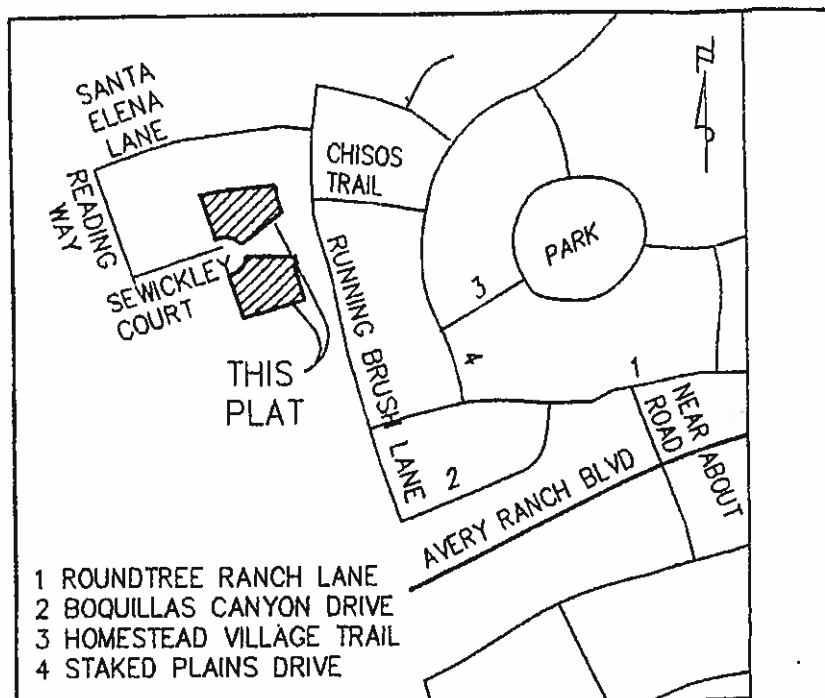 SANTA
ELENA
LANE
N
CHISOS
TRAIL
READING
WAY
PARK
SEWICKLEY
COURT
RUNNING BRUSH LANE
3
4
THIS
PLAT
1
NEAR
ROAD
ABOUT
2
AVERY RANCH BLVD
1 ROUNDTREE RANCH LANE
2 BOQUILLAS CANYON DRIVE
3 HOMESTEAD VILLAGE TRAIL
4 STAKED PLAINS DRIVE